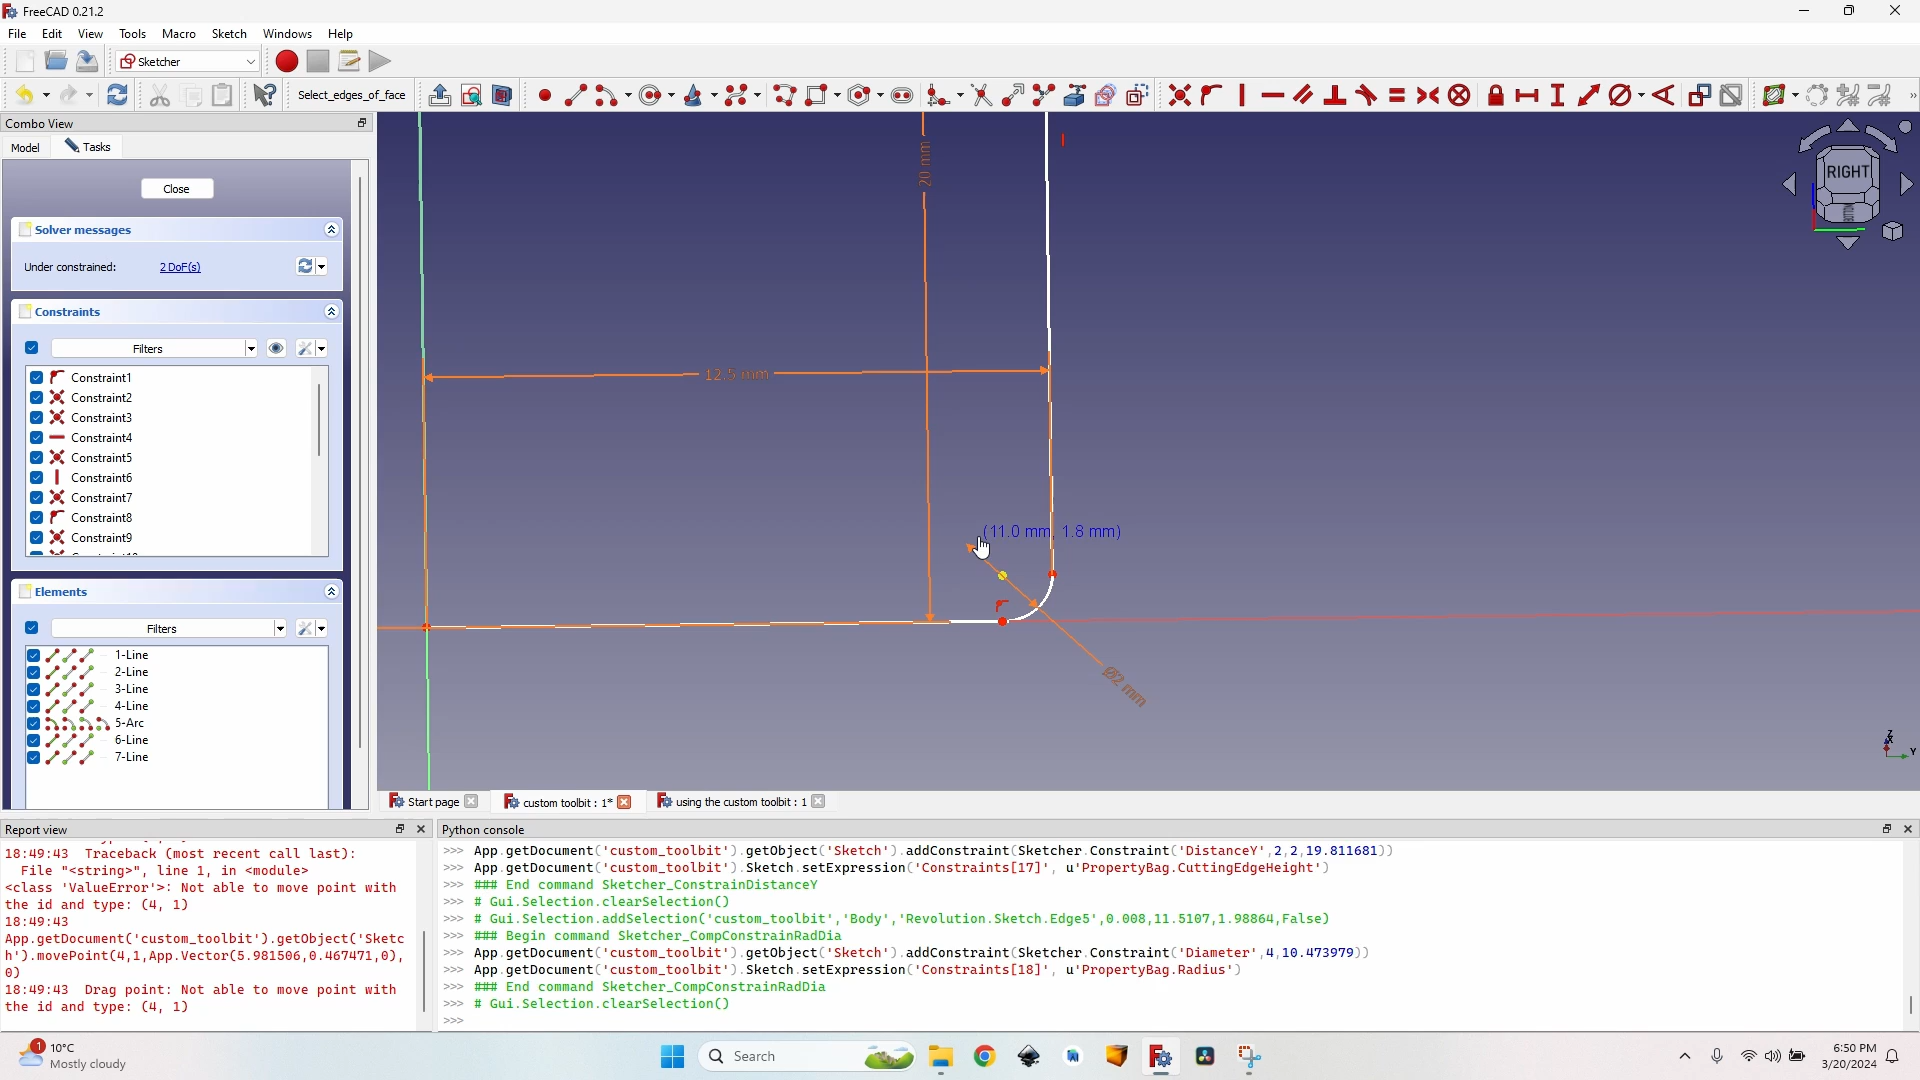 FreeCAD 0.21.2
File Edit View Tools Macro Sketch Windows Help
Sketcher
Select_edges_of_face
Combo View
Model Tasks
Close
Solver messages
Under constrained: 2 DoF(s)
Constraints
Filters
Constraint1
Constraint2
Constraint3
Constraint4
Constraint5
Constraint6
Constraint7
Constraint8
Constraint9
Elements
Filters
1-Line
2-Line
3-Line
4-Line
5-Arc
6-Line
7-Line
20 mm
12.5 mm
(11.0 mm, 1.8 mm)
Ø2 mm
RIGHT
Z
Y
Start page custom toolbit : 1* using the custom toolbit : 1
Report view
18:49:43 Traceback (most recent call last):
File "<string>", line 1, in <module>
<class 'ValueError'>: Not able to move point with
the id and type: (4, 1)
18:49:43
App.getDocument('custom_toolbit').getObject('Sketc
h').movePoint(4,1,App.Vector(5.981506,0.467471,0),
0)
18:49:43 Drag point: Not able to move point with
the id and type: (4, 1)
Python console
>>> App.getDocument('custom_toolbit').getObject('Sketch').addConstraint(Sketcher.Constraint('DistanceY',2,2,19.811681))
>>> App.getDocument('custom_toolbit').Sketch.setExpression('Constraints[17]', u'PropertyBag.CuttingEdgeHeight')
>>> ### End command Sketcher_ConstrainDistanceY
>>> # Gui.Selection.clearSelection()
>>> # Gui.Selection.addSelection('custom_toolbit','Body','Revolution.Sketch.Edge5',0.008,11.5107,1.98864,False)
>>> ### Begin command Sketcher_CompConstrainRadDia
>>> App.getDocument('custom_toolbit').getObject('Sketch').addConstraint(Sketcher.Constraint('Diameter',4,10.473979))
>>> App.getDocument('custom_toolbit').Sketch.setExpression('Constraints[18]', u'PropertyBag.Radius')
>>> ### End command Sketcher_CompConstrainRadDia
>>> # Gui.Selection.clearSelection()
>>>
1
10°C
Mostly cloudy
Search
6:50 PM
3/20/2024